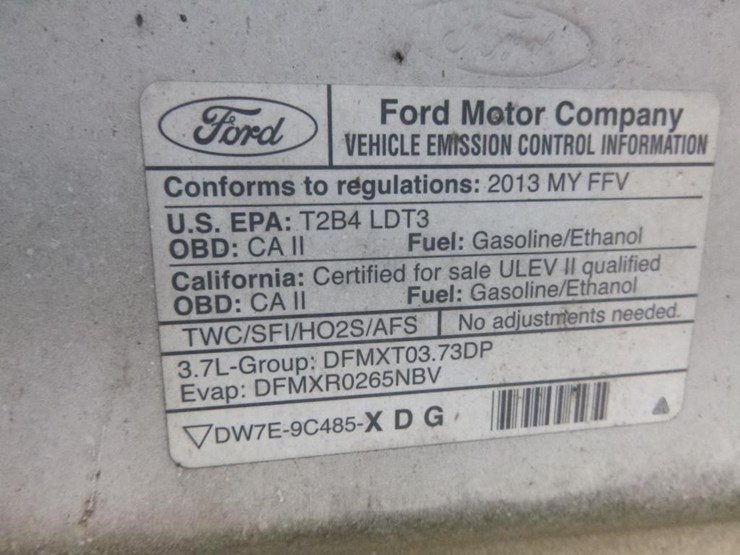 Ford
Ford Motor Company
VEHICLE EMISSION CONTROL INFORMATION
Conforms to regulations: 2013 MY FFV
U.S. EPA: T2B4 LDT3
OBD: CA II Fuel: Gasoline/Ethanol
California: Certified for sale ULEV II qualified
OBD: CA II Fuel: Gasoline/Ethanol
TWC/SFI/HO2S/AFS No adjustments needed.
3.7L-Group: DFMXT03.73DP
Evap: DFMXR0265NBV
DW7E-9C485-X D G